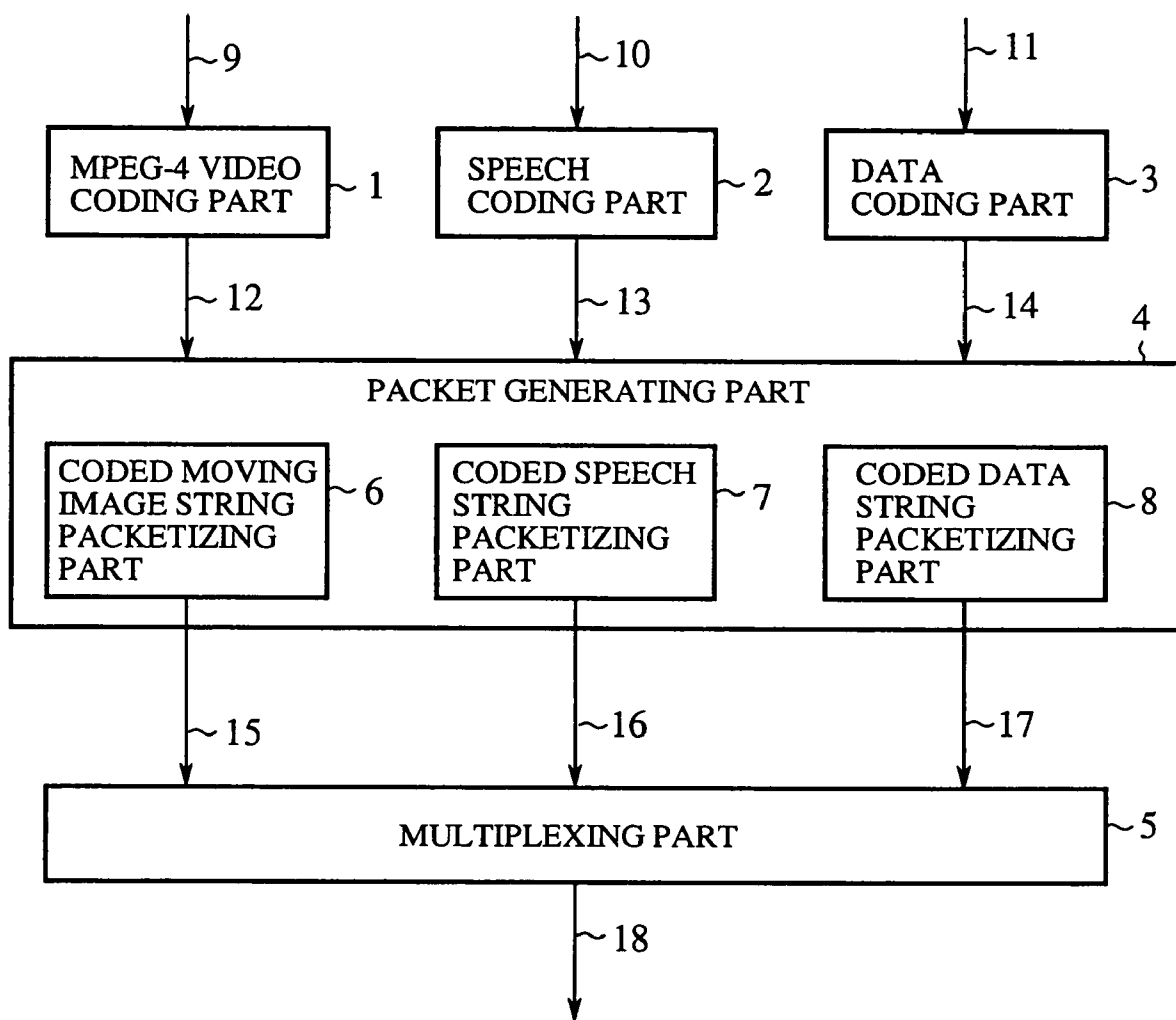 9
10
11
MPEG-4 VIDEO
CODING PART
1
SPEECH
CODING PART
2
DATA
CODING PART
3
12
13
14
4
PACKET GENERATING PART
CODED MOVING
IMAGE STRING
PACKETIZING
PART
6
CODED SPEECH
STRING
PACKETIZING
PART
7
CODED DATA
STRING
PACKETIZING
PART
8
15
16
17
MULTIPLEXING PART
5
18